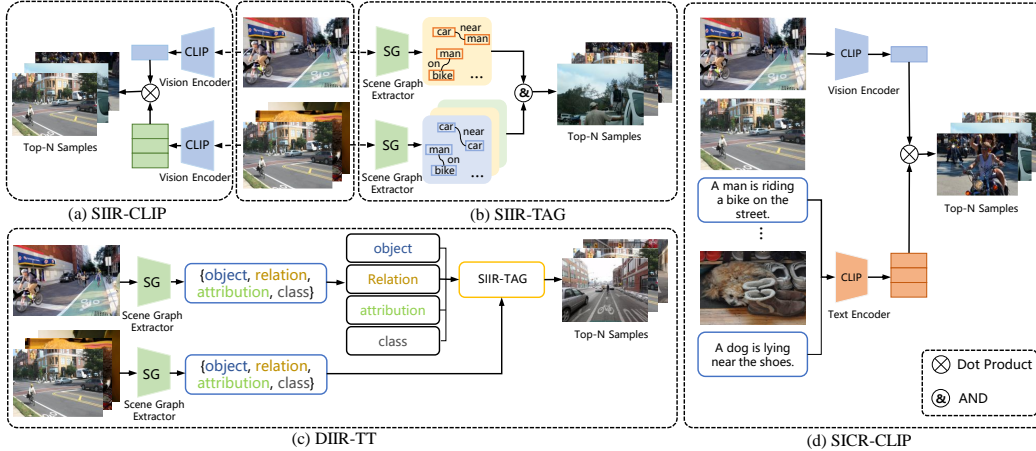 CLIP
Vision Encoder
Top-N Samples
CLIP
Vision Encoder
(a) SIIR-CLIP
SG
Scene Graph
Extractor
car near
man
man
on
bike
...
SG
Scene Graph
Extractor
car near
car
man
on
bike
...
&
Top-N Samples
(b) SIIR-TAG
SG
Scene Graph
Extractor
{object, relation,
attribution, class}
object
Relation
attribution
class
SIIR-TAG
Top-N Samples
SG
Scene Graph
Extractor
{object, relation,
attribution, class}
(c) DIIR-TT
CLIP
Vision Encoder
A man is riding
a bike on the
street.
...
CLIP
Text Encoder
A dog is lying
near the shoes.
Top-N Samples
Dot Product
& AND
(d) SICR-CLIP